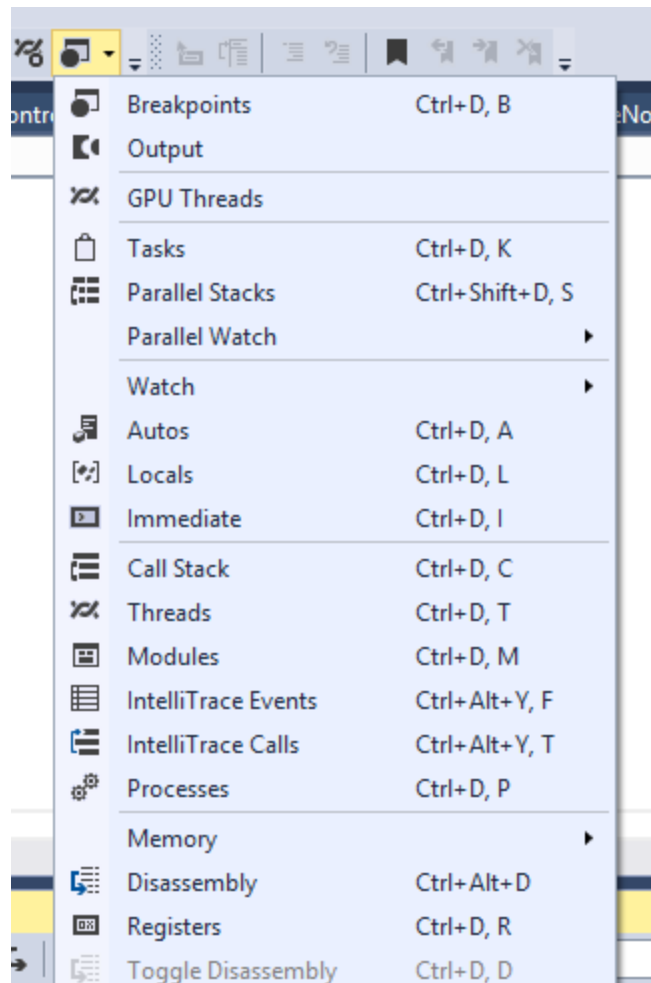 ontr
eNo
Breakpoints Ctrl+D, B
Output
GPU Threads
Tasks Ctrl+D, K
Parallel Stacks Ctrl+Shift+D, S
Parallel Watch
Watch
Autos Ctrl+D, A
Locals Ctrl+D, L
Immediate Ctrl+D, I
Call Stack Ctrl+D, C
Threads Ctrl+D, T
Modules Ctrl+D, M
IntelliTrace Events Ctrl+Alt+Y, F
IntelliTrace Calls Ctrl+Alt+Y, T
Processes Ctrl+D, P
Memory
Disassembly Ctrl+Alt+D
Registers Ctrl+D, R
Toggle Disassembly Ctrl+D, D